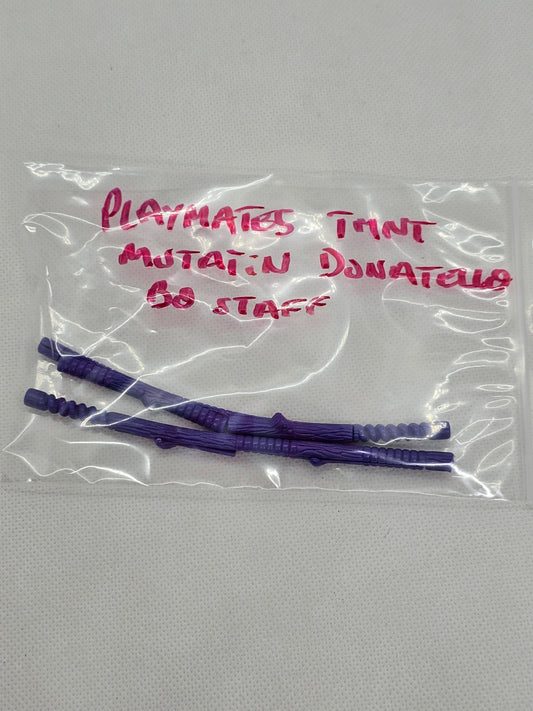 PLAYMATES TMNT
MUTATIN DONATELLO
BO STAFF